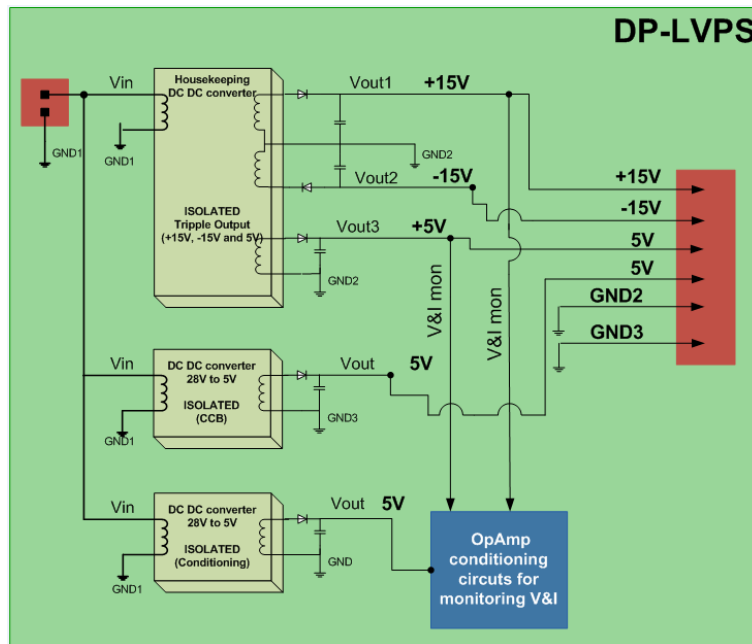 DP-LVPS
Vin
Housekeeping
DC DC converter
ISOLATED
Tripple Output
(+15V, -15V and 5V)
GND1
GND1
Vout1
+15V
GND2
Vout2
-15V
Vout3
+5V
GND2
V&I mon
V&I mon
+15V
-15V
5V
5V
GND2
GND3
Vin
DC DC converter
28V to 5V
ISOLATED
(CCB)
GND1
Vout
5V
GND3
Vin
DC DC converter
28V to 5V
ISOLATED
(Conditioning)
GND1
Vout
5V
GND
OpAmp
conditioning
circuts for
monitoring V&I